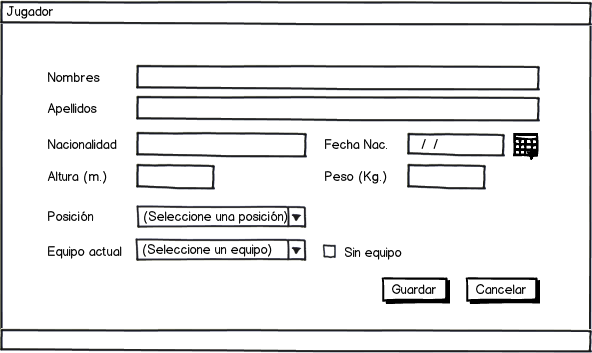 Jugador
Nombres
Apellidos
Nacionalidad Fecha Nac. / /
Altura (m.) Peso (Kg.)
Posición (Seleccione una posición)
Equipo actual (Seleccione un equipo) Sin equipo
Guardar Cancelar